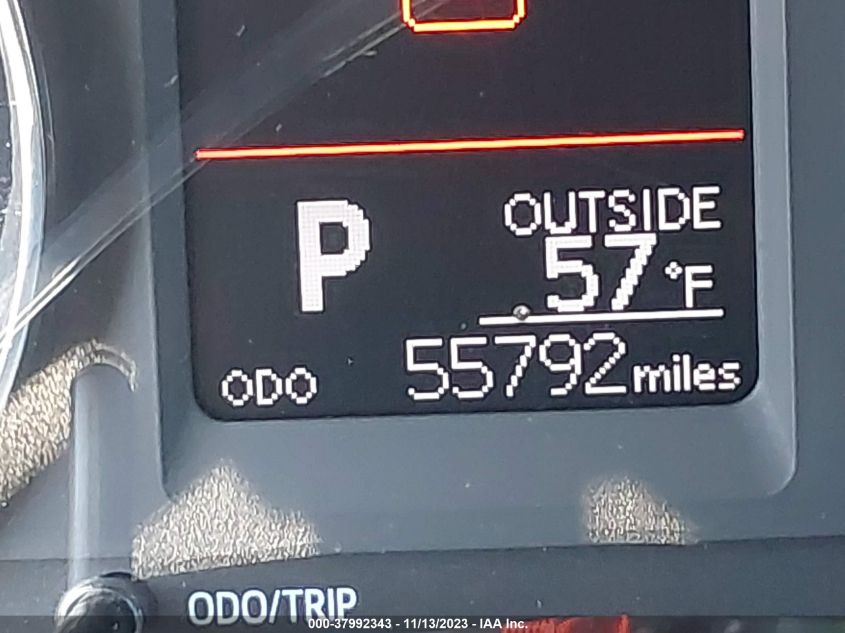 P
OUTSIDE
57°F
ODO 55792 miles
ODO/TRIP
000-37992343 - 11/13/2023 - IAA Inc.